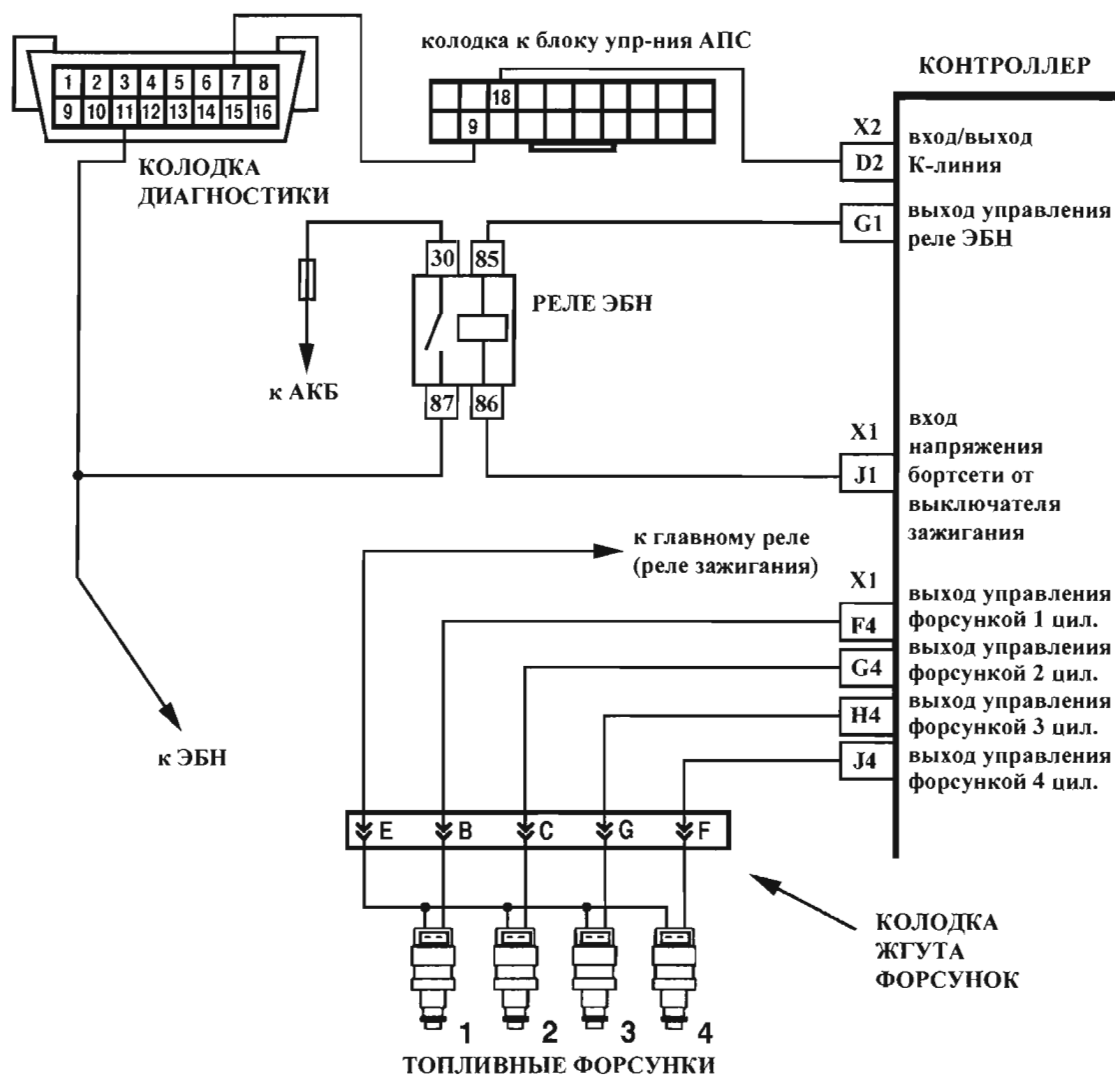 колодка к блоку упр-ния АПС
КОНТРОЛЛЕР
1 2 3 4 5 6 7 8
9 10 11 12 13 14 15 16
18
9
КОЛОДКА
ДИАГНОСТИКИ
X2
D2
вход/выход
К-линия
G1
выход управления
реле ЭБН
30 85
РЕЛЕ ЭБН
к АКБ
87 86
X1
J1
вход
напряжения
бортсети от
выключателя
зажигания
к главному реле
(реле зажигания)
X1
F4
выход управления
форсункой 1 цил.
G4
выход управления
форсункой 2 цил.
H4
выход управления
форсункой 3 цил.
J4
выход управления
форсункой 4 цил.
к ЭБН
E B C G F
КОЛОДКА
ЖГУТА
ФОРСУНОК
1 2 3 4
ТОПЛИВНЫЕ ФОРСУНКИ